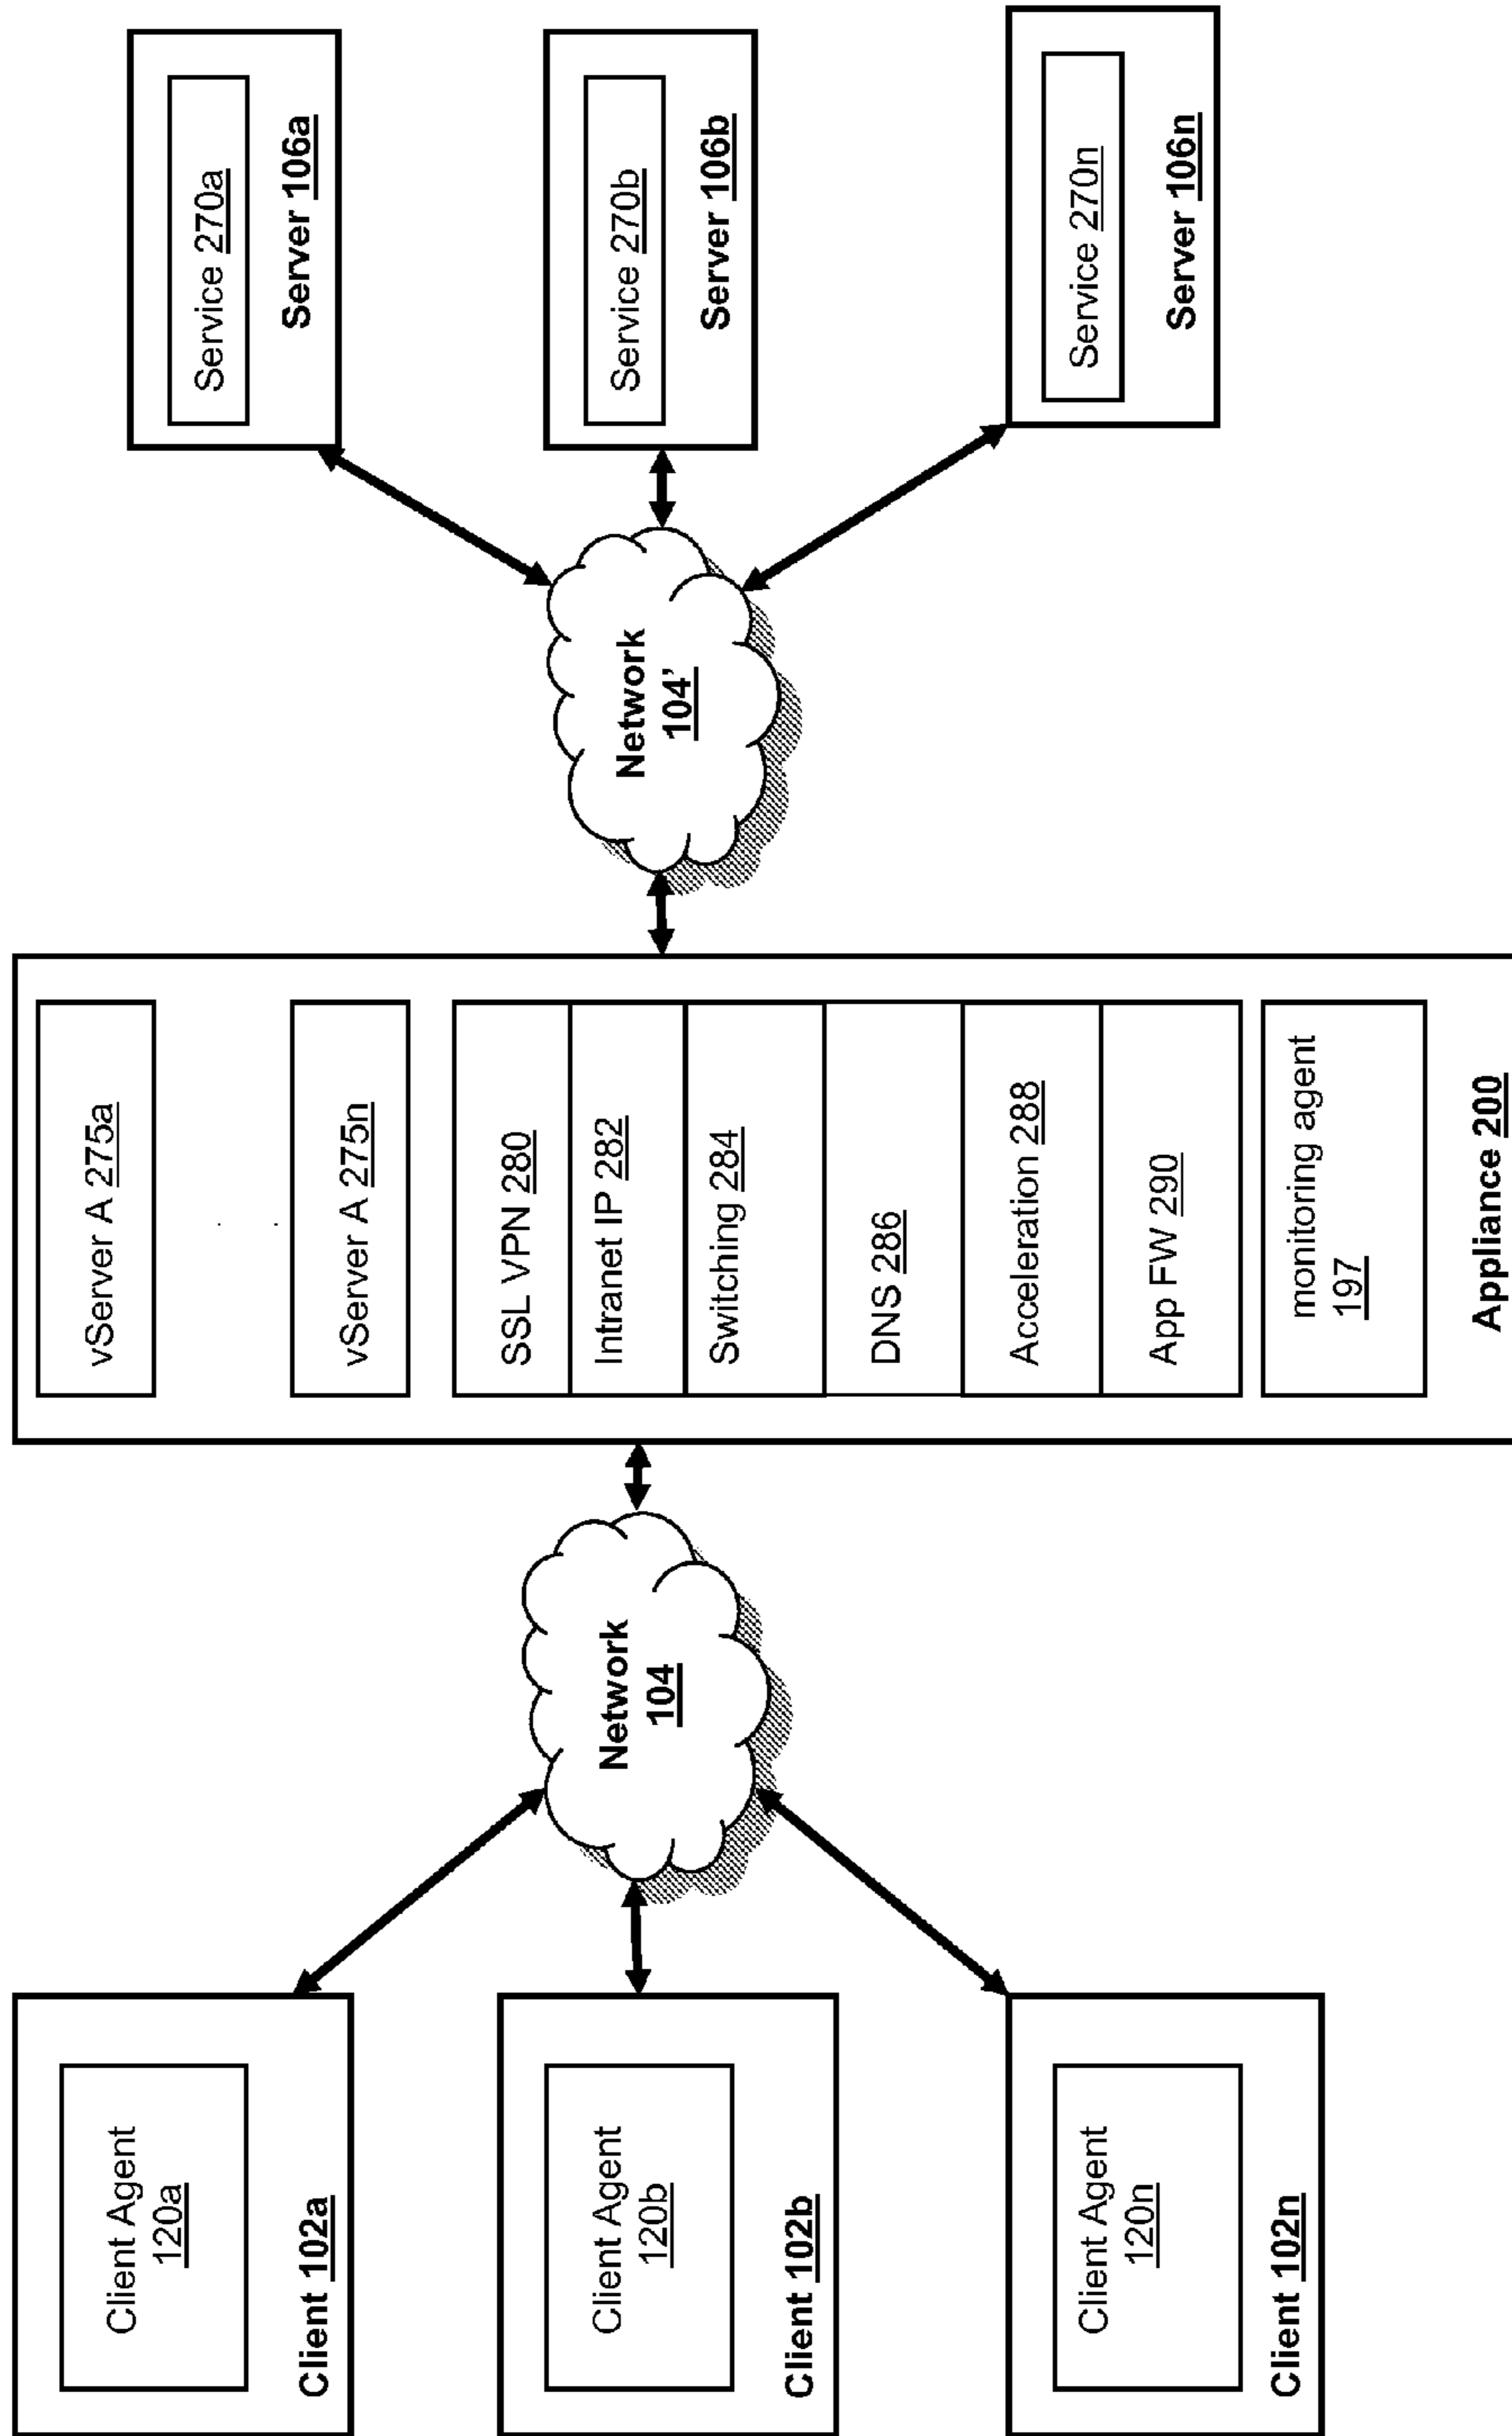 Client Agent
120a
Client 102a
Client Agent
120b
Client 102b
Client Agent
120n
Client 102n
Network
104
vServer A 275a
vServer A 275n
SSL VPN 280
Intranet IP 282
Switching 284
DNS 286
Acceleration 288
App FW 290
monitoring agent
197
Appliance 200
Network
104'
Service 270a
Server 106a
Service 270b
Server 106b
Service 270n
Server 106n